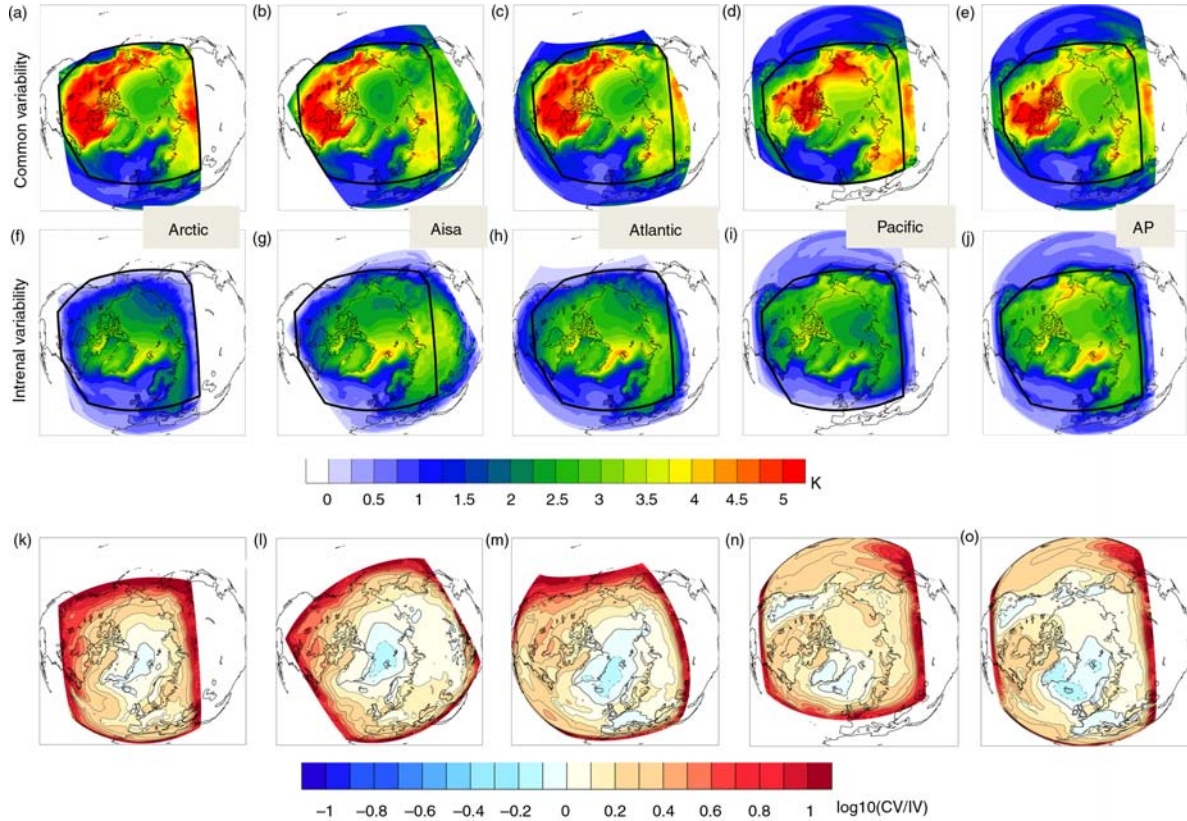 (a) (b) (c) (d) (e)
Common variability
Arctic Aisa Atlantic Pacific AP
(f) (g) (h) (i) (j)
Intrenal variability
0 0.5 1 1.5 2 2.5 3 3.5 4 4.5 5 K
(k) (l) (m) (n) (o)
−1 −0.8 −0.6 −0.4 −0.2 0 0.2 0.4 0.6 0.8 1 log10(CV/IV)